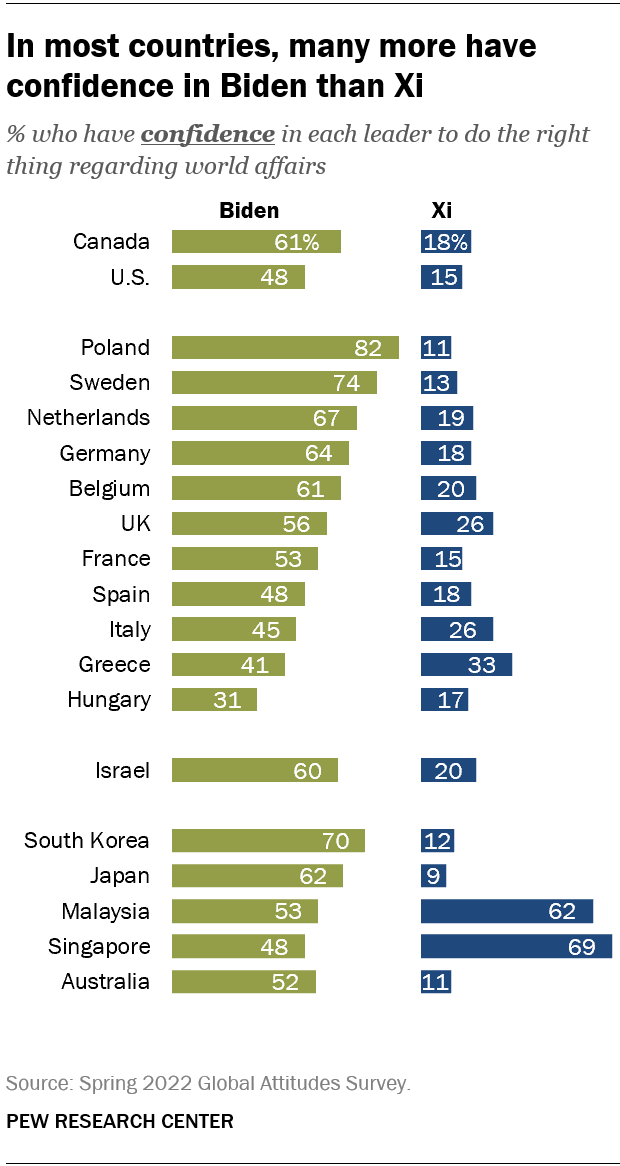 In most countries, many more have
confidence in Biden than Xi
% who have confidence in each leader to do the right
thing regarding world affairs
Biden Xi
Canada 61% 18%
U.S. 48 15
Poland 82 11
Sweden 74 13
Netherlands 67 19
Germany 64 18
Belgium 61 20
UK 56 26
France 53 15
Spain 48 18
Italy 45 26
Greece 41 33
Hungary 31 17
Israel 60 20
South Korea 70 12
Japan 62 9
Malaysia 53 62
Singapore 48 69
Australia 52 11
Source: Spring 2022 Global Attitudes Survey.
PEW RESEARCH CENTER